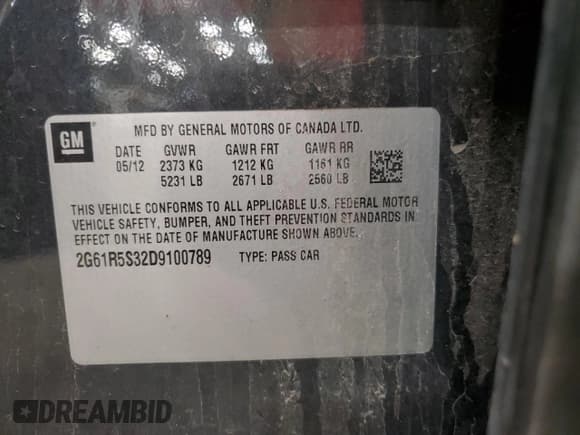 GM
MFD BY GENERAL MOTORS OF CANADA LTD.
DATE GVWR GAWR FRT GAWR RR
05/12 2373 KG 1212 KG 1161 KG
5231 LB 2671 LB 2560 LB
THIS VEHICLE CONFORMS TO ALL APPLICABLE U.S. FEDERAL MOTOR
VEHICLE SAFETY, BUMPER, AND THEFT PREVENTION STANDARDS IN
EFFECT ON THE DATE OF MANUFACTURE SHOWN ABOVE.
2G61R5S32D9100789 TYPE: PASS CAR
DREAMBID